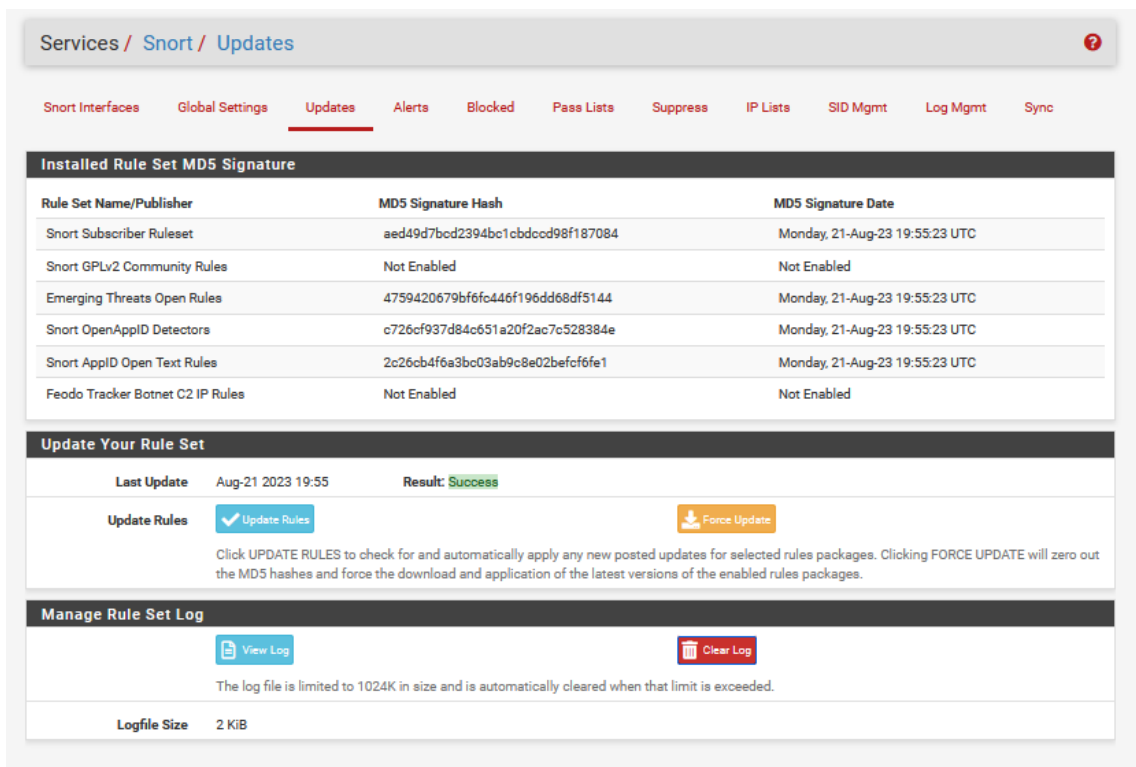 Services / Snort / Updates
Snort Interfaces Global Settings Updates Alerts Blocked Pass Lists Suppress IP Lists SID Mgmt Log Mgmt Sync
Installed Rule Set MD5 Signature
Rule Set Name/Publisher MD5 Signature Hash MD5 Signature Date
Snort Subscriber Ruleset aed49d7bcd2394bc1cbdccd98f187084 Monday, 21-Aug-23 19:55:23 UTC
Snort GPLv2 Community Rules Not Enabled Not Enabled
Emerging Threats Open Rules 4759420679bf6fc446f196dd68df5144 Monday, 21-Aug-23 19:55:23 UTC
Snort OpenAppID Detectors c726cf937d84c651a20f2ac7c528384e Monday, 21-Aug-23 19:55:23 UTC
Snort AppID Open Text Rules 2c26cb4f6a3bc03ab9c8e02befcf6fe1 Monday, 21-Aug-23 19:55:23 UTC
Feodo Tracker Botnet C2 IP Rules Not Enabled Not Enabled
Update Your Rule Set
Last Update Aug-21 2023 19:55 Result: Success
Update Rules Update Rules Force Update
Click UPDATE RULES to check for and automatically apply any new posted updates for selected rules packages. Clicking FORCE UPDATE will zero out
the MD5 hashes and force the download and application of the latest versions of the enabled rules packages.
Manage Rule Set Log
View Log Clear Log
The log file is limited to 1024K in size and is automatically cleared when that limit is exceeded.
Logfile Size 2 KiB